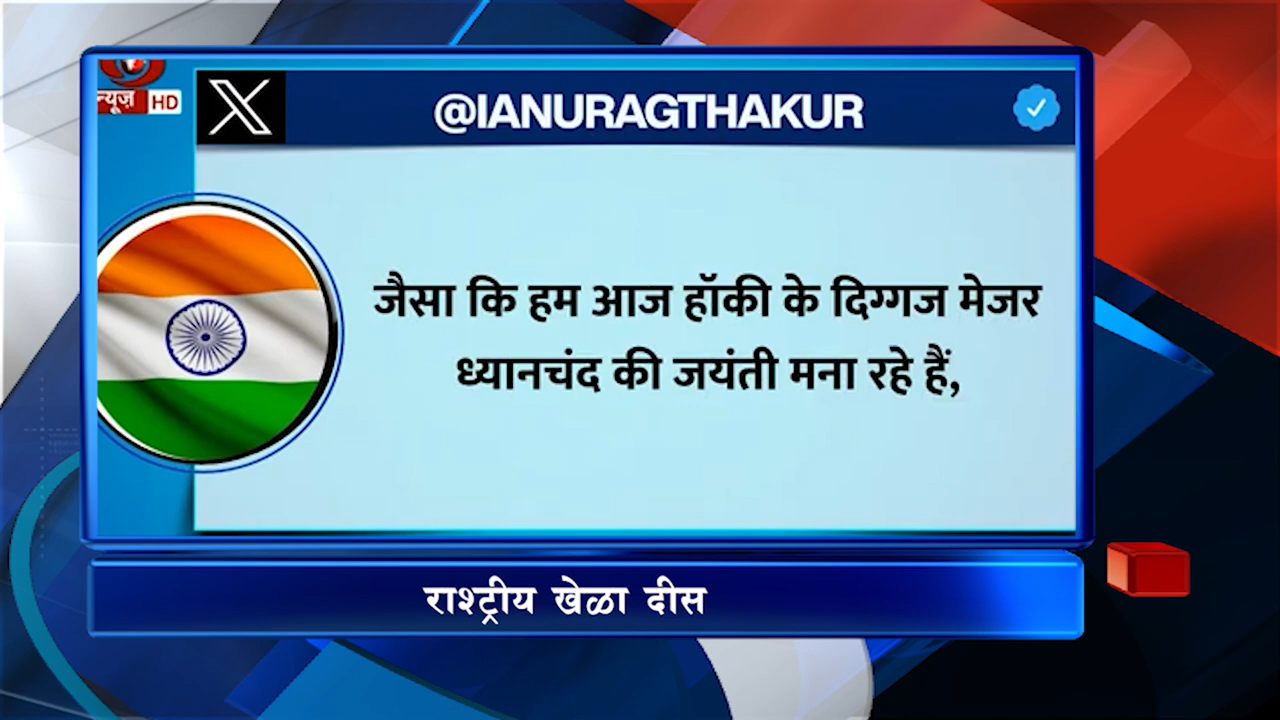 न्यूज़ HD
X @IANURAGTHAKUR
जैसा कि हम आज हॉकी के दिग्गज मेजर
ध्यानचंद की जयंती मना रहे हैं,
राश्ट्रीय खेळा दीस